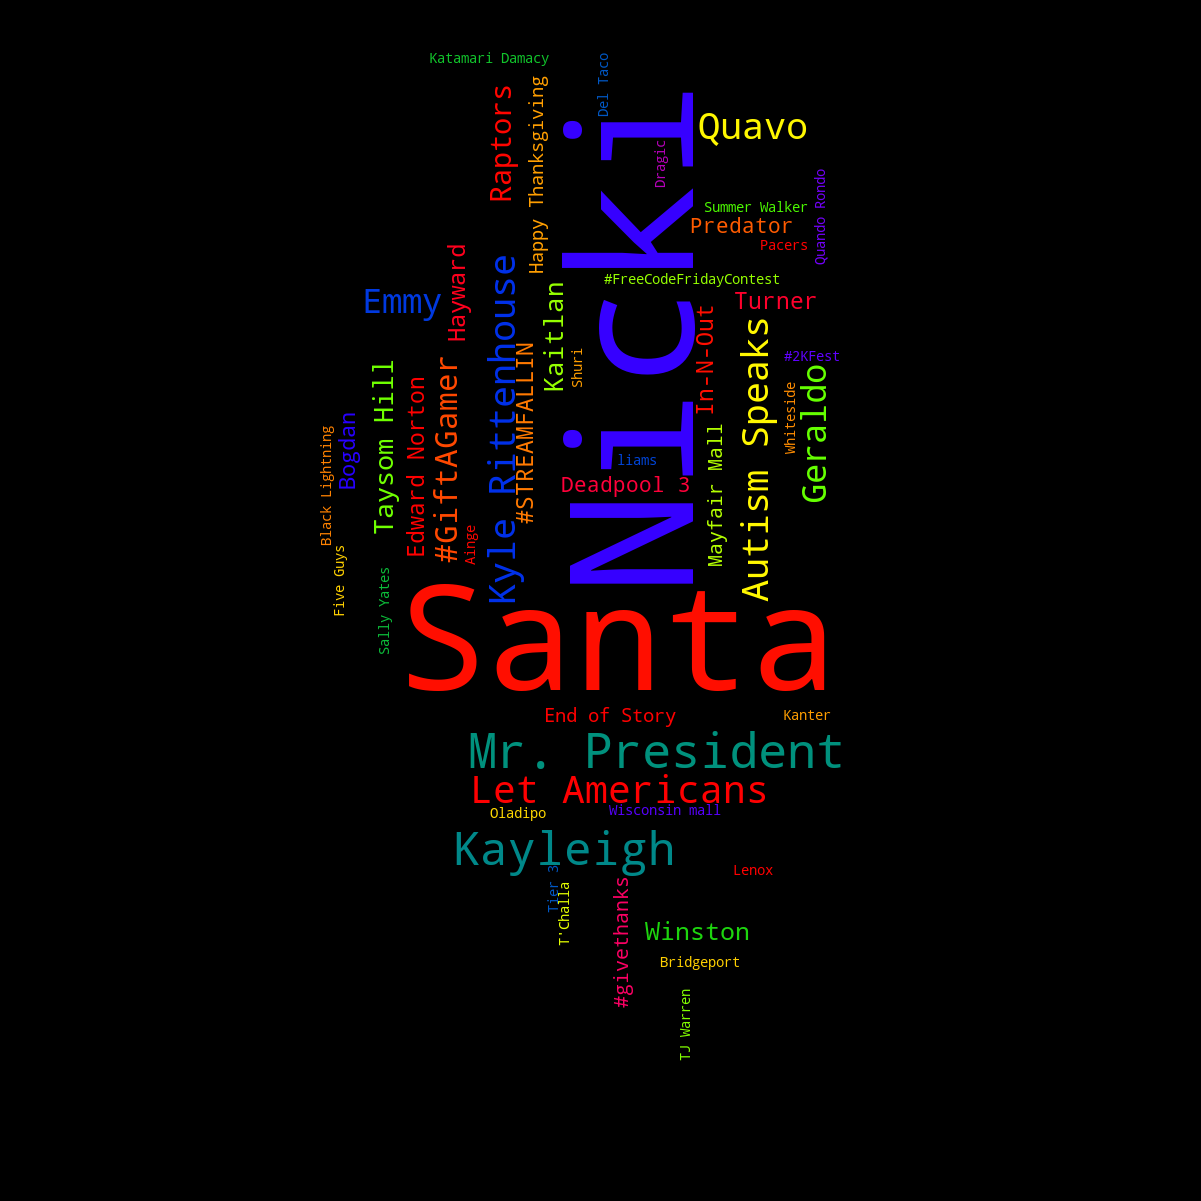 Katamari Damacy
Del Taco
Raptors
Happy Thanksgiving
Nicki
Quavo
Dragic
Quando Rondo
Summer Walker
Predator
Pacers
Hayward
Kyle Rittenhouse
#FreeCodeFridayContest
Emmy
Kaitlan
Turner
In-N-Out
Autism Speaks
#STREAMFALLIN
Shuri
#2KFest
Taysom Hill
#GiftAGamer
Geraldo
Edward Norton
Whiteside
Bogdan
Black Lightning
Mayfair Mall
liams
Deadpool 3
Ainge
Five Guys
Sally Yates
Santa
End of Story
Kanter
Mr. President
Let Americans
Oladipo
Wisconsin mall
Kayleigh
Tier 3
Lenox
T'Challa
#givethanks
Winston
Bridgeport
TJ Warren